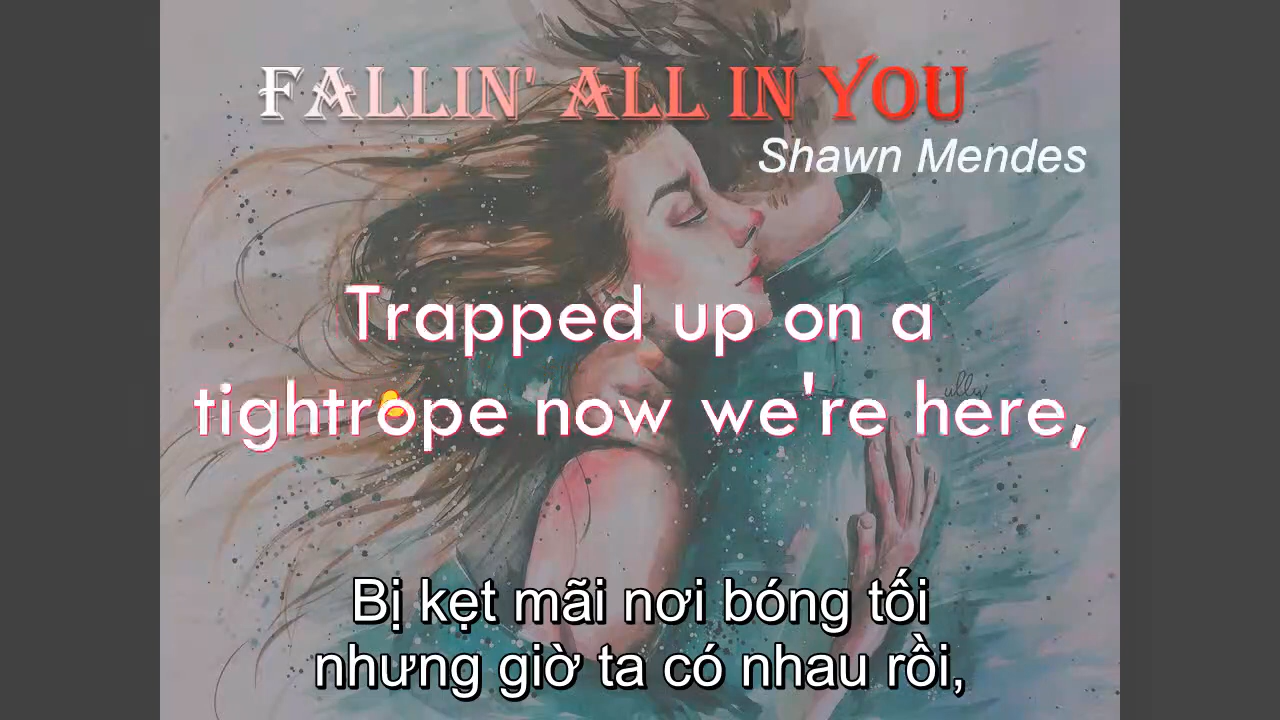 FALLIN' ALL IN YOU
Shawn Mendes
Trapped up on a
tightrope now we're here,
ully
Bị kẹt mãi nơi bóng tối
nhưng giờ ta có nhau rồi,